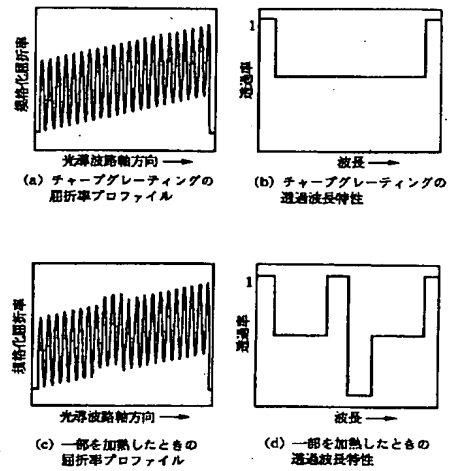 規格化屈折率
光導波路軸方向
(a) チャープグレーティングの
屈折率プロファイル
1
透過率
波長
(b) チャープグレーティングの
透過波長特性
規格化屈折率
光導波路軸方向
(c) 一部を加熱したときの
屈折率プロファイル
1
透過率
波長
(d) 一部を加熱したときの
透過波長特性